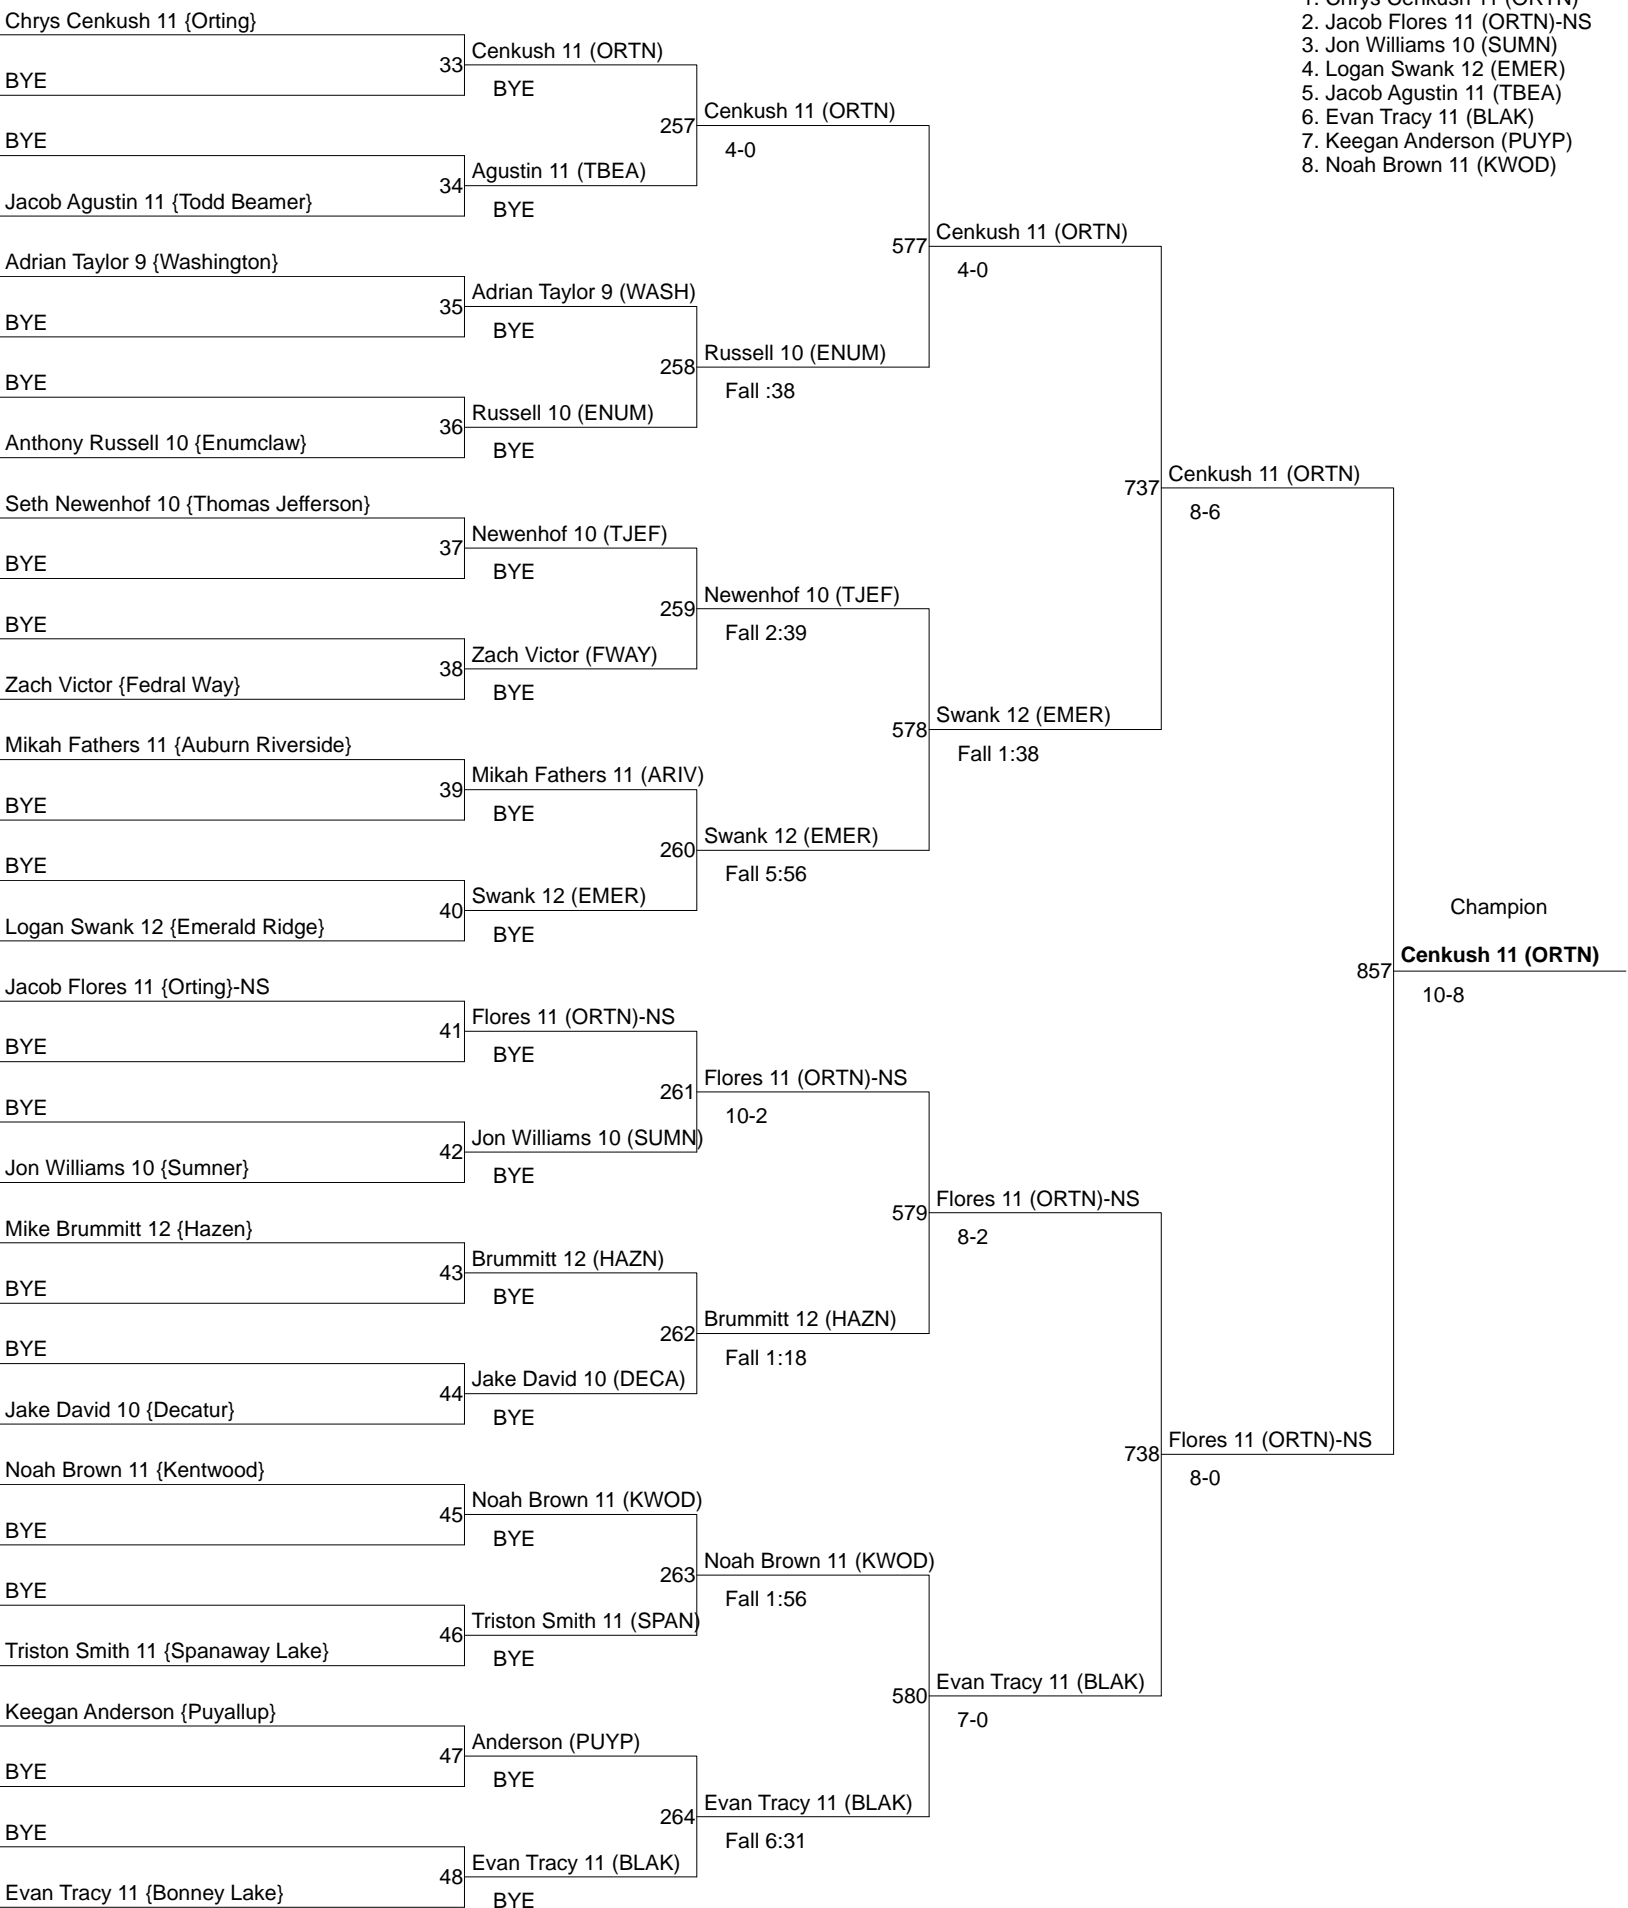 Chrys Cenkush 11 {Orting}
BYE
BYE
Jacob Agustin 11 {Todd Beamer}
Adrian Taylor 9 {Washington}
BYE
BYE
Anthony Russell 10 {Enumclaw}
Seth Newenhof 10 {Thomas Jefferson}
BYE
BYE
Zach Victor {Fedral Way}
Mikah Fathers 11 {Auburn Riverside}
BYE
BYE
Logan Swank 12 {Emerald Ridge}
Jacob Flores 11 {Orting}-NS
BYE
BYE
Jon Williams 10 {Sumner}
Mike Brummitt 12 {Hazen}
BYE
BYE
Jake David 10 {Decatur}
Noah Brown 11 {Kentwood}
BYE
BYE
Triston Smith 11 {Spanaway Lake}
Keegan Anderson {Puyallup}
BYE
BYE
Evan Tracy 11 {Bonney Lake}
33
Cenkush 11 (ORTN)
BYE
34
Agustin 11 (TBEA)
BYE
35
Adrian Taylor 9 (WASH)
BYE
36
Russell 10 (ENUM)
BYE
37
Newenhof 10 (TJEF)
BYE
38
Zach Victor (FWAY)
BYE
39
Mikah Fathers 11 (ARIV)
BYE
40
Swank 12 (EMER)
BYE
41
Flores 11 (ORTN)-NS
BYE
42
Jon Williams 10 (SUMN)
BYE
43
Brummitt 12 (HAZN)
BYE
44
Jake David 10 (DECA)
BYE
45
Noah Brown 11 (KWOD)
BYE
46
Triston Smith 11 (SPAN)
BYE
47
Anderson (PUYP)
BYE
48
Evan Tracy 11 (BLAK)
BYE
257
Cenkush 11 (ORTN)
4-0
258
Russell 10 (ENUM)
Fall :38
259
Newenhof 10 (TJEF)
Fall 2:39
260
Swank 12 (EMER)
Fall 5:56
261
Flores 11 (ORTN)-NS
10-2
262
Brummitt 12 (HAZN)
Fall 1:18
263
Noah Brown 11 (KWOD)
Fall 1:56
264
Evan Tracy 11 (BLAK)
Fall 6:31
577
Cenkush 11 (ORTN)
4-0
578
Swank 12 (EMER)
Fall 1:38
579
Flores 11 (ORTN)-NS
8-2
580
Evan Tracy 11 (BLAK)
7-0
737
Cenkush 11 (ORTN)
8-6
738
Flores 11 (ORTN)-NS
8-0
857
Champion
Cenkush 11 (ORTN)
10-8
1. Chrys Cenkush 11 (ORTN)
2. Jacob Flores 11 (ORTN)-NS
3. Jon Williams 10 (SUMN)
4. Logan Swank 12 (EMER)
5. Jacob Agustin 11 (TBEA)
6. Evan Tracy 11 (BLAK)
7. Keegan Anderson (PUYP)
8. Noah Brown 11 (KWOD)